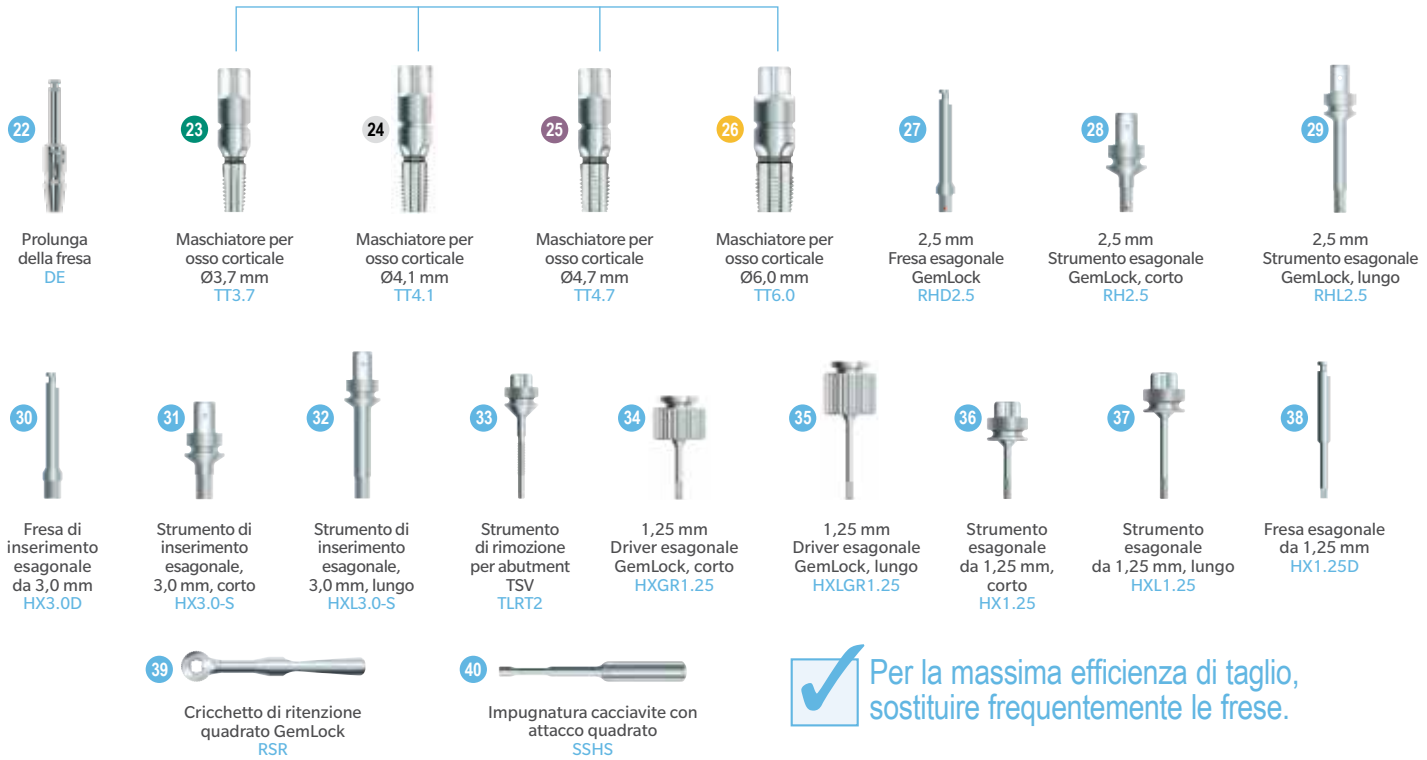 22
Prolunga
della fresa
DE
23
Maschiatore per
osso corticale
Ø3,7 mm
TT3.7
24
Maschiatore per
osso corticale
Ø4,1 mm
TT4.1
25
Maschiatore per
osso corticale
Ø4,7 mm
TT4.7
26
Maschiatore per
osso corticale
Ø6,0 mm
TT6.0
27
2,5 mm
Fresa esagonale
GemLock
RHD2.5
28
2,5 mm
Strumento esagonale
GemLock, corto
RH2.5
29
2,5 mm
Strumento esagonale
GemLock, lungo
RHL2.5
30
Fresa di
inserimento
esagonale
da 3,0 mm
HX3.0D
31
Strumento di
inserimento
esagonale,
3,0 mm, corto
HX3.0-S
32
Strumento di
inserimento
esagonale,
3,0 mm, lungo
HXL3.0-S
33
Strumento
di rimozione
per abutment
TSV
TLRT2
34
1,25 mm
Driver esagonale
GemLock, corto
HXGR1.25
35
1,25 mm
Driver esagonale
GemLock, lungo
HXLGR1.25
36
Strumento
esagonale
da 1,25 mm,
corto
HX1.25
37
Strumento
esagonale
da 1,25 mm, lungo
HXL1.25
38
Fresa esagonale
da 1,25 mm
HX1.25D
39
Cricchetto di ritenzione
quadrato GemLock
RSR
40
Impugnatura cacciavite con
attacco quadrato
SSHS
Per la massima efficienza di taglio,
sostituire frequentemente le frese.